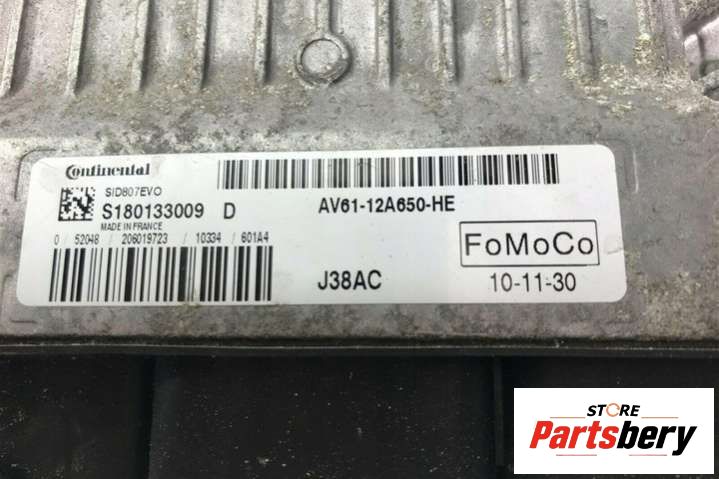 Continental
SID807EVO
S180133009 D
MADE IN FRANCE
0 / 52048 / 206019723 / 10334 / 601A4
AV61-12A650-HE
FoMoCo
J38AC
10-11-30
STORE
Partsbery